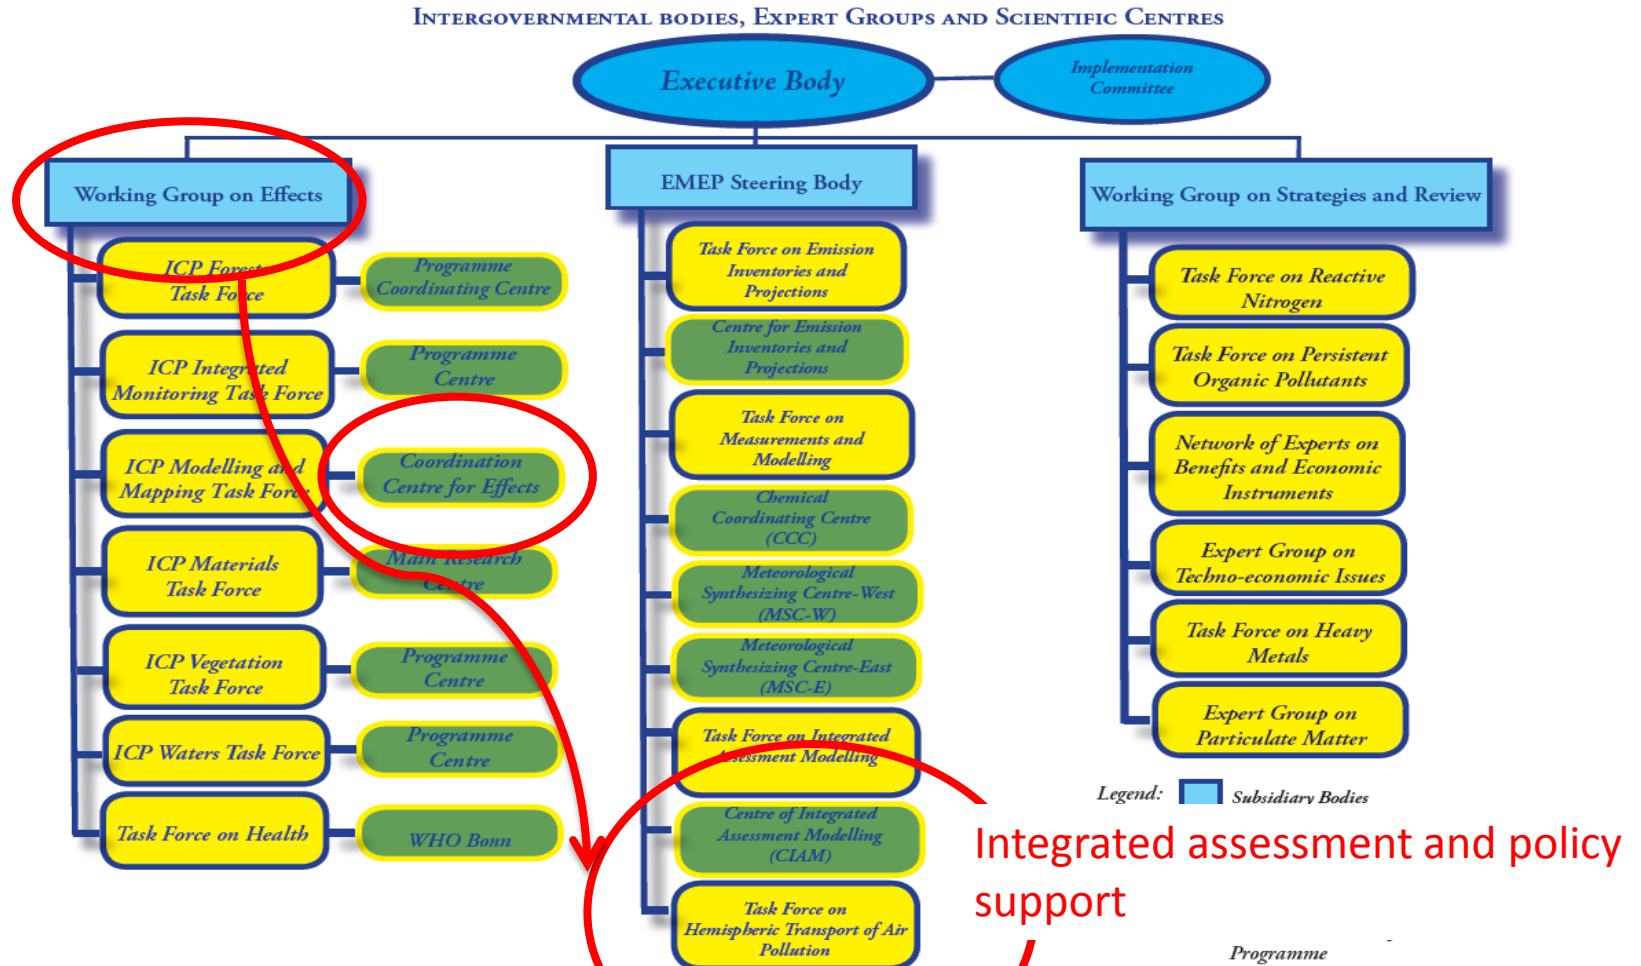 INTERGOVERNMENTAL BODIES, EXPERT GROUPS AND SCIENTIFIC CENTRES
Executive Body
Implementation
Committee
Working Group on Effects
ICP Forests
Task Force
Programme
Coordinating Centre
ICP Integrated
Monitoring Task Force
Programme
Centre
ICP Modelling and
Mapping Task Force
Coordination
Centre for Effects
ICP Materials
Task Force
Main Research
Centre
ICP Vegetation
Task Force
Programme
Centre
ICP Waters Task Force
Programme
Centre
Task Force on Health
WHO Bonn
EMEP Steering Body
Task Force on Emission
Inventories and
Projections
Centre for Emission
Inventories and
Projections
Task Force on
Measurements and
Modelling
Chemical
Coordinating Centre
(CCC)
Meteorological
Synthesizing Centre-West
(MSC-W)
Meteorological
Synthesizing Centre-East
(MSC-E)
Task Force on Integrated
Assessment Modelling
Centre of Integrated
Assessment Modelling
(CIAM)
Task Force on
Hemispheric Transport of Air
Pollution
Working Group on Strategies and Review
Task Force on Reactive
Nitrogen
Task Force on Persistent
Organic Pollutants
Network of Experts on
Benefits and Economic
Instruments
Expert Group on
Techno-economic Issues
Task Force on Heavy
Metals
Expert Group on
Particulate Matter
Legend:
Subsidiary Bodies
Integrated assessment and policy
support
Programme